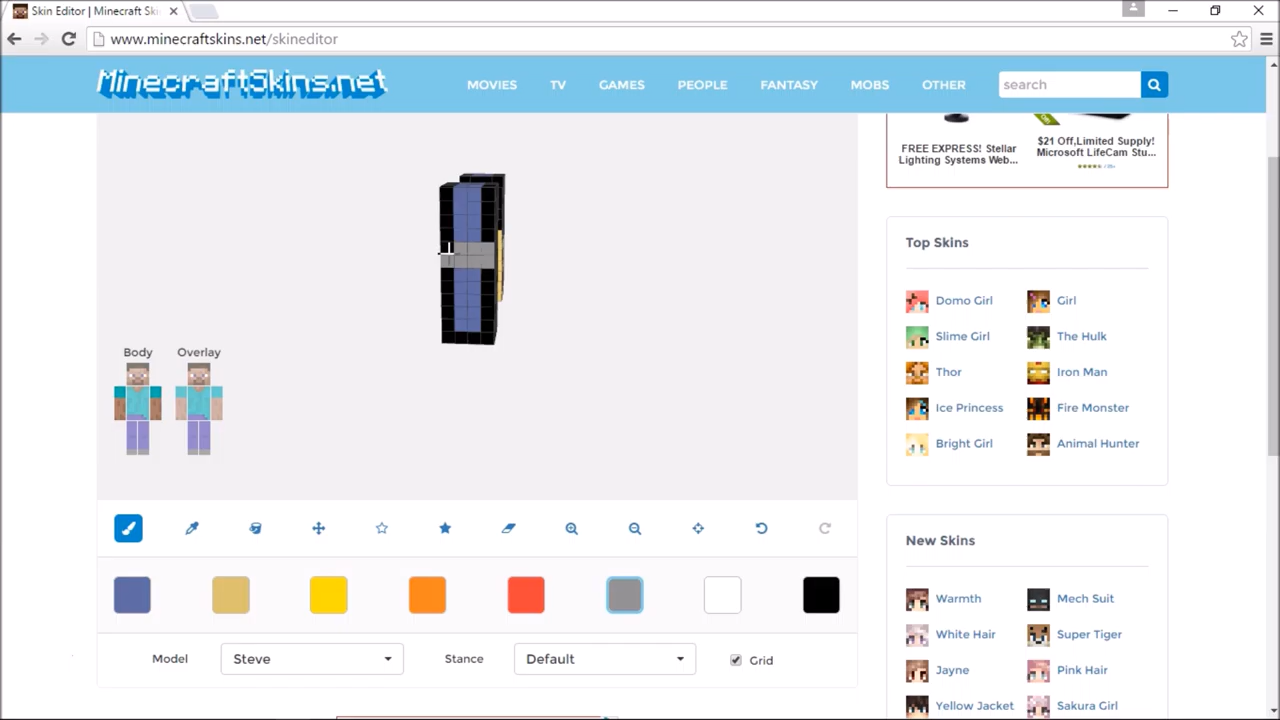 Skin Editor | Minecraft Ski
www.minecraftskins.net/skineditor
MinecraftSkins.net
MOVIES TV GAMES PEOPLE FANTASY MOBS OTHER search
FREE EXPRESS! Stellar
Lighting Systems Web...
$21 Off,Limited Supply!
Microsoft LifeCam Stu...
Top Skins
Domo Girl Girl
Slime Girl The Hulk
Thor Iron Man
Ice Princess Fire Monster
Bright Girl Animal Hunter
Body Overlay
New Skins
Warmth Mech Suit
White Hair Super Tiger
Jayne Pink Hair
Yellow Jacket Sakura Girl
Model Steve Stance Default Grid